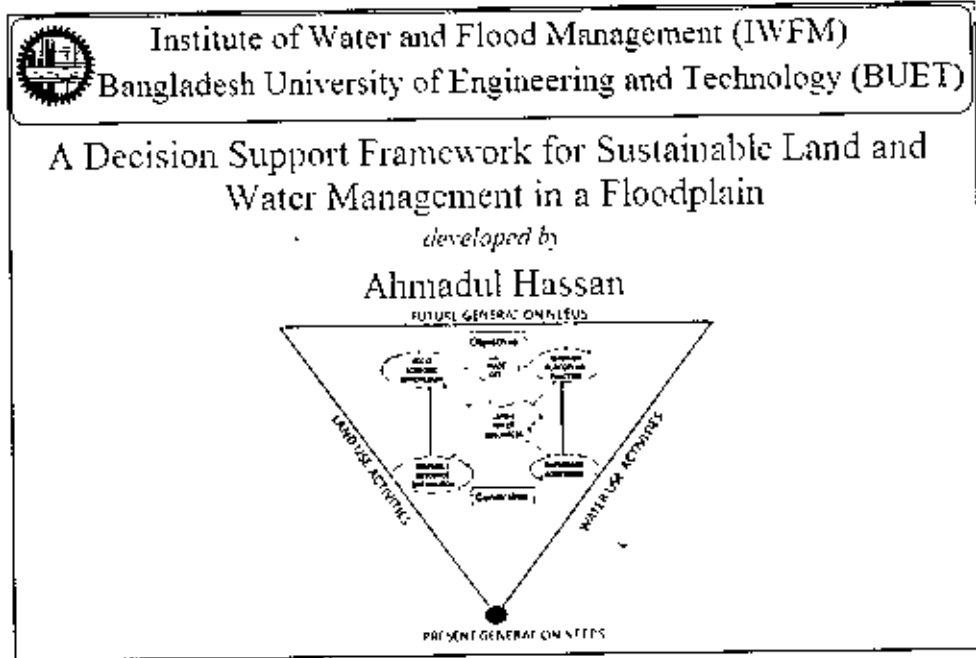 Institute of Water and Flood Management (IWFM)
Bangladesh University of Engineering and Technology (BUET)
A Decision Support Framework for Sustainable Land and
Water Management in a Floodplain
developed by
Ahmadul Hassan
FUTURE GENERATION NEEDS
Objectives
LAND USE ACTIVITIES
WATER USE ACTIVITIES
PRESENT GENERATION NEEDS